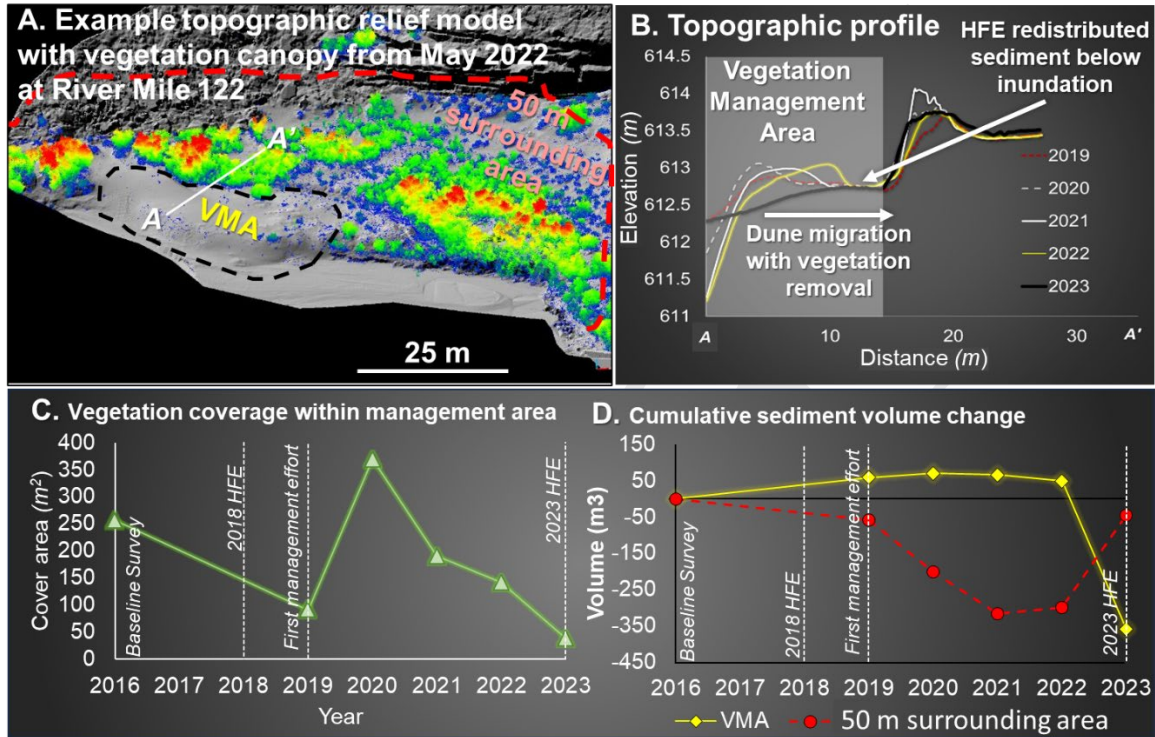 A. Example topographic relief model
with vegetation canopy from May 2022
at River Mile 122
50 m
surrounding
area
A'
A
VMA
25 m
B. Topographic profile
HFE redistributed
sediment below
inundation
Vegetation
Management
Area
Dune migration
with vegetation
removal
Elevation (m)
614.5
614
613.5
613
612.5
612
611.5
611
2019
2020
2021
2022
2023
A
10
20
30
A'
Distance (m)
C. Vegetation coverage within management area
Cover area (m²)
400
350
300
250
200
150
100
50
0
Baseline Survey
2018 HFE
First management effort
2023 HFE
2016 2017 2018 2019 2020 2021 2022 2023
Year
D. Cumulative sediment volume change
Volume (m3)
150
50
-50
-150
-250
-350
-450
Baseline Survey
2018 HFE
First management effort
2023 HFE
2016 2017 2018 2019 2020 2021 2022 2023
VMA
50 m surrounding area